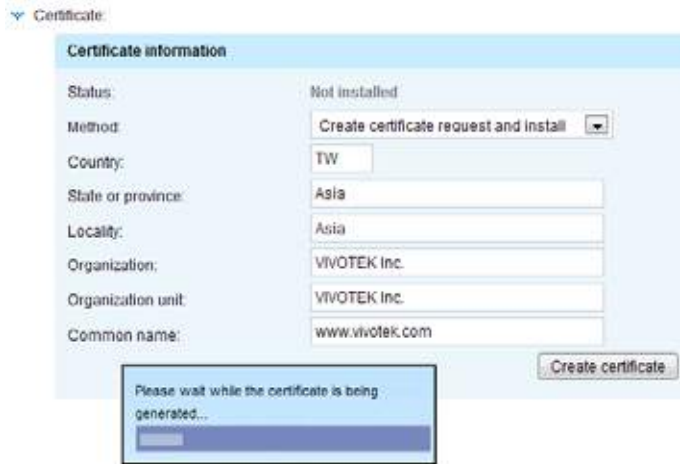 Certificate:
Certificate information
Status: Not installed
Method: Create certificate request and install
Country: TW
State or province: Asia
Locality: Asia
Organization: VIVOTEK Inc.
Organization unit: VIVOTEK Inc.
Common name: www.vivotek.com
Create certificate
Please wait while the certificate is being
generated...